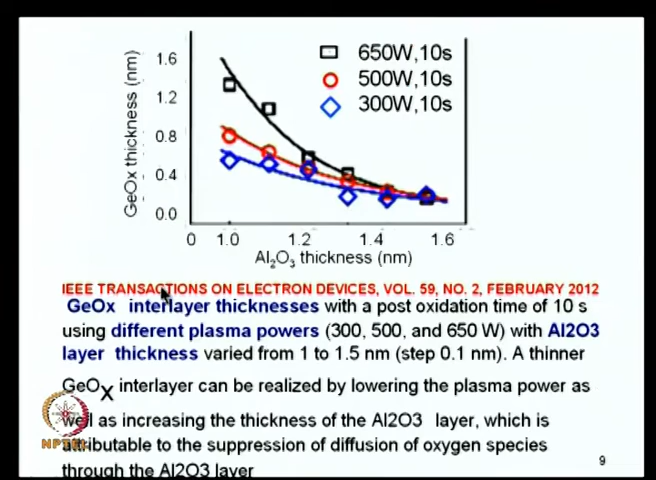 1.6
1.2
0.8
0.4
0.0
GeOx thickness (nm)
650W,10s
500W,10s
300W,10s
0 1.0 1.2 1.4 1.6
Al₂O₃ thickness (nm)
IEEE TRANSACTIONS ON ELECTRON DEVICES, VOL. 59, NO. 2, FEBRUARY 2012
GeOx interlayer thicknesses with a post oxidation time of 10 s
using different plasma powers (300, 500, and 650 W) with Al2O3
layer thickness varied from 1 to 1.5 nm (step 0.1 nm). A thinner
GeOX interlayer can be realized by lowering the plasma power as
well as increasing the thickness of the Al2O3 layer, which is
attributable to the suppression of diffusion of oxygen species
through the Al2O3 layer
NPTEL
9